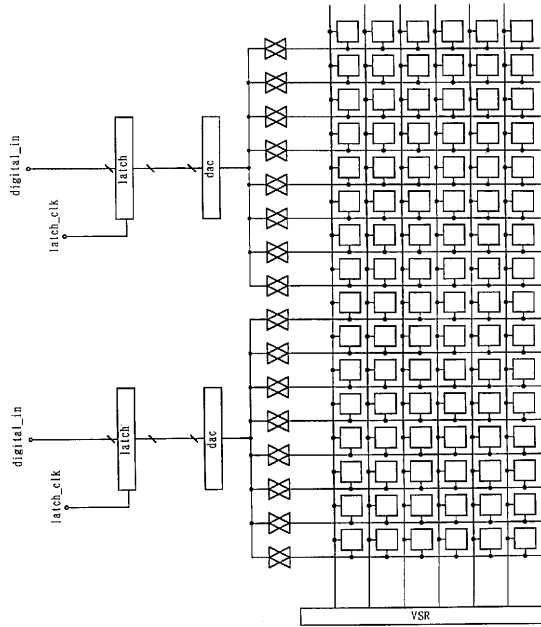 digital_in
latch_clk
latch
dac
digital_in
latch_clk
latch
dac
VSR